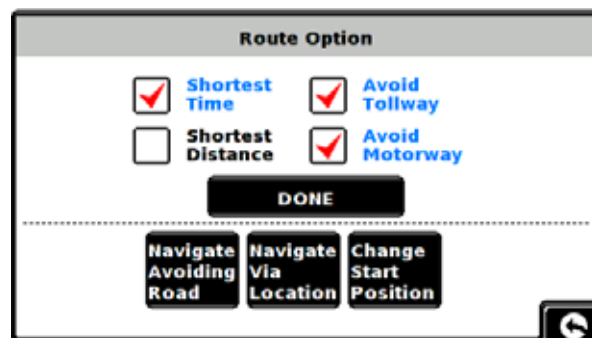 Route Option
Shortest
Time
Avoid
Tollway
Shortest
Distance
Avoid
Motorway
DONE
Navigate
Avoiding
Road
Navigate
Via
Location
Change
Start
Position